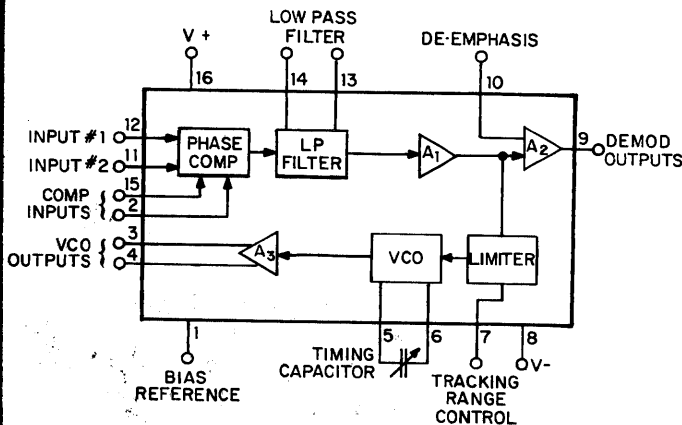 LOW PASS
FILTER
V +
DE-EMPHASIS
16
14
13
10
INPUT #1
12
INPUT #2
11
PHASE
COMP
LP
FILTER
A1
A2
9
DEMOD
OUTPUTS
COMP
INPUTS
15
2
VCO
OUTPUTS
3
4
A3
VCO
LIMITER
1
5
6
7
8
BIAS
REFERENCE
TIMING
CAPACITOR
TRACKING
RANGE
CONTROL
V-